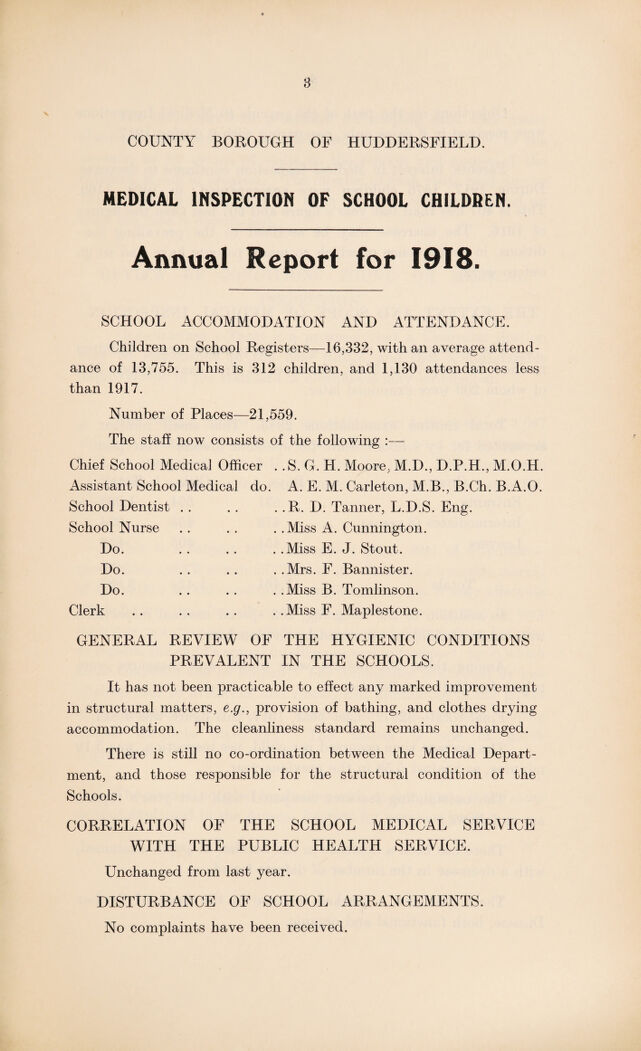 3
COUNTY BOROUGH OF HUDDERSFIELD.
MEDICAL INSPECTION OF SCHOOL CHILDREN.
Annual Report for 1918.
SCHOOL ACCOMMODATION AND ATTENDANCE.
Children on School Registers—16,332, with an average attend-
ance of 13,755. This is 312 children, and 1,130 attendances less
than 1917.
Number of Places—21,559.
The staff now consists of the following :—
Chief School Medical Officer . . S. G. H. Moore, M.D., D.P.H., M.O.H.
Assistant School Medical do. A. E. M. Carleton, M.B., B.Ch. B.A.O.
School Dentist . . . . . . R. D. Tanner, L.D.S. Eng.
School Nurse . . . . . . Miss A. Cunnington.
Do. . . . . . . Miss E. J. Stout.
Do. . . . . . . Mrs. F. Bannister.
Do. . . . . . . Miss B. Tomlinson.
Clerk . . . . . . . . Miss F. Maplestone.
GENERAL REVIEW OF THE HYGIENIC CONDITIONS
PREVALENT IN THE SCHOOLS.
It has not been practicable to effect any marked improvement
in structural matters, e.g., provision of bathing, and clothes drying
accommodation. The cleanliness standard remains unchanged.
There is still no co-ordination between the Medical Depart-
ment, and those responsible for the structural condition of the
Schools.
CORRELATION OF THE SCHOOL MEDICAL SERVICE
WITH THE PUBLIC HEALTH SERVICE.
Unchanged from last year.
DISTURBANCE OF SCHOOL ARRANGEMENTS.
No complaints have been received.